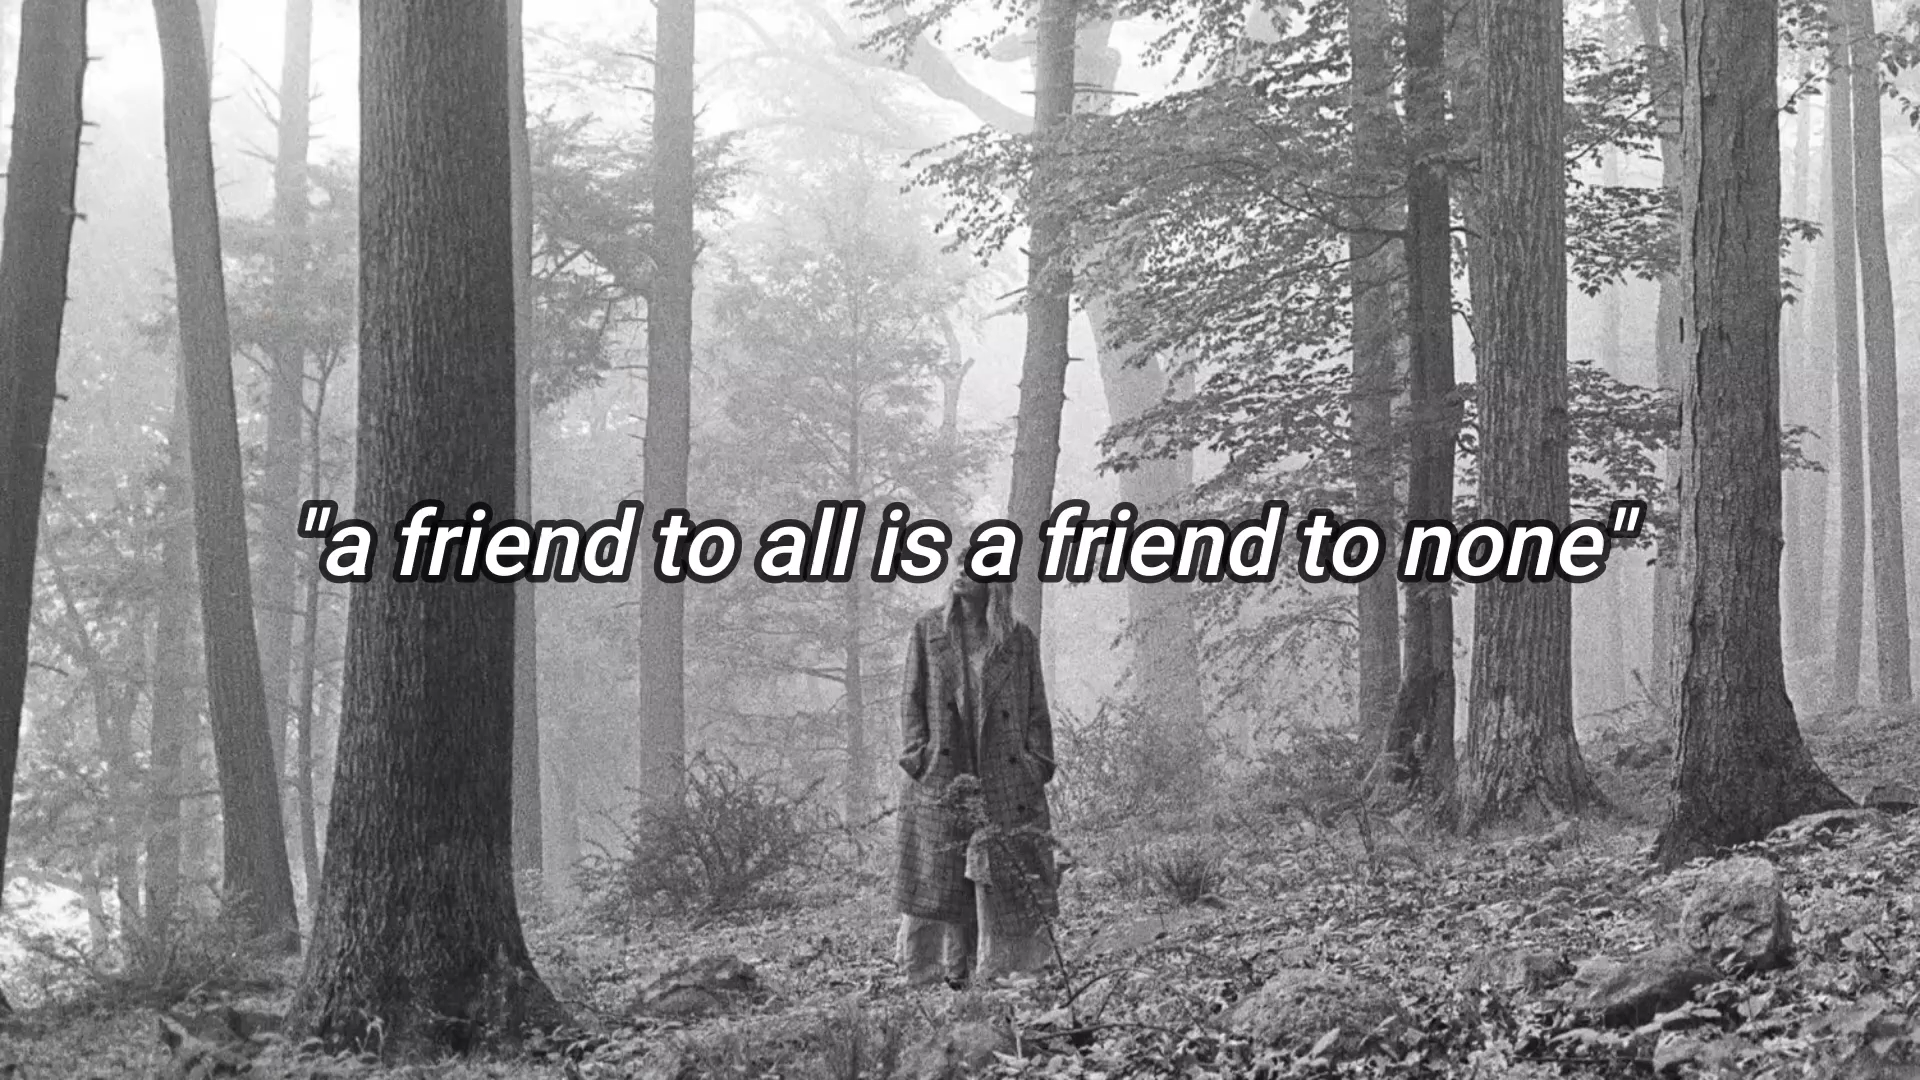 "a friend to all is a friend to none"